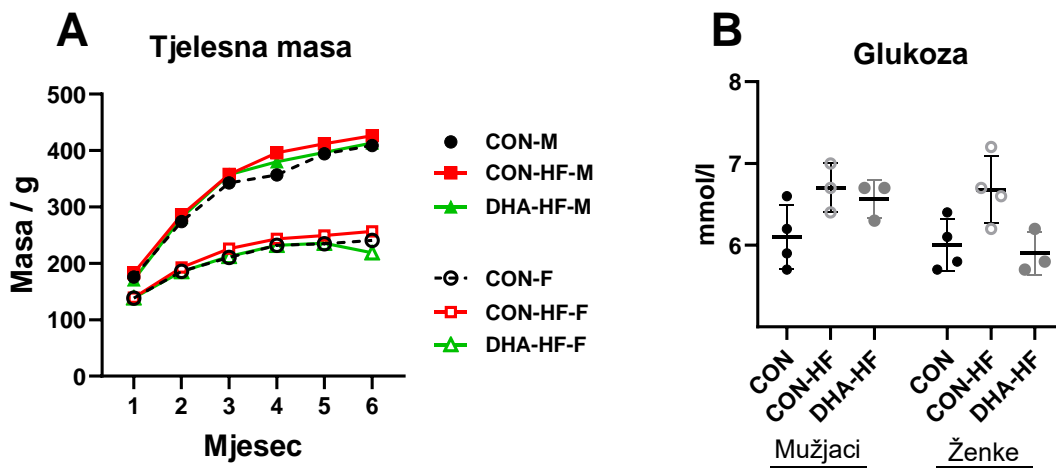 A
Tjelesna masa
Masa / g
500
400
300
200
100
0
1 2 3 4 5 6
Mjesec
CON-M
CON-HF-M
DHA-HF-M
CON-F
CON-HF-F
DHA-HF-F
B
Glukoza
mmol/l
8
7
6
CON
CON-HF
DHA-HF
CON
CON-HF
DHA-HF
Mužjaci
Ženke